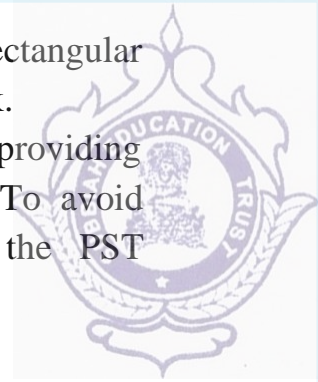 ectangular
.
providing
To avoid
the PST
EDUCATION TRUST